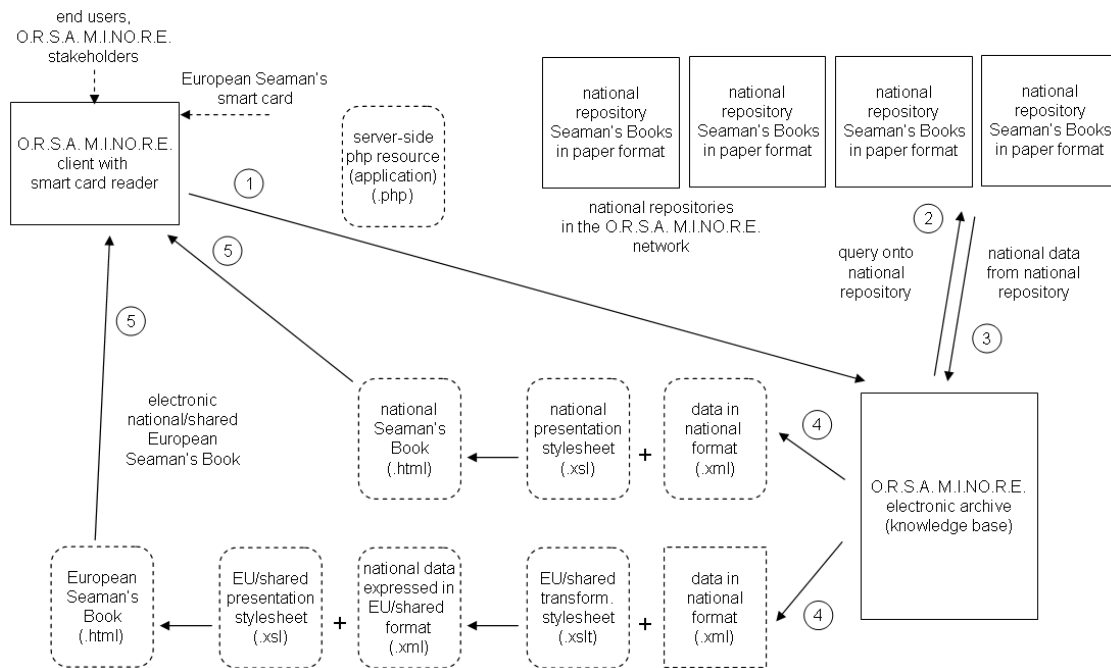 end users,
O.R.S.A. M.I.NO.R.E.
stakeholders
European Seaman's
smart card
O.R.S.A. M.I.NO.R.E.
client with
smart card reader
server-side
php resource
(application)
(.php)
national
repository
Seaman's Books
in paper format
national
repository
Seaman's Books
in paper format
national
repository
Seaman's Books
in paper format
national
repository
Seaman's Books
in paper format
1
national repositories
in the O.R.S.A. M.I.NO.R.E.
network
2
query onto
national
repository
national data
from national
repository
3
5
5
electronic
national/shared
European
Seaman's Book
national
Seaman's
Book
(.html)
national
presentation
stylesheet
(.xsl)
+
data in
national
format
(.xml)
4
O.R.S.A. M.I.NO.R.E.
electronic archive
(knowledge base)
European
Seaman's
Book
(.html)
EU/shared
presentation
stylesheet
(.xsl)
+
national data
expressed in
EU/shared
format
(.xml)
EU/shared
transform.
stylesheet
(.xslt)
+
data in
national
format
(.xml)
4